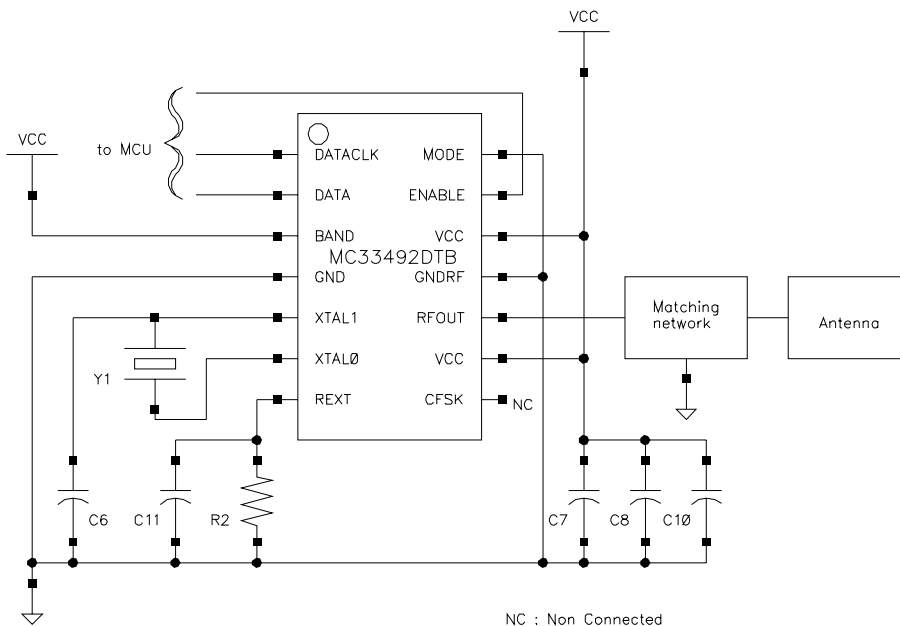 VCC
VCC
to MCU
DATACLK
MODE
DATA
ENABLE
BAND
VCC
MC33492DTB
GND
GNDRF
XTAL1
RFOUT
XTALØ
VCC
REXT
CFSK
NC
Matching
network
Antenna
Y1
C6
C11
R2
C7
C8
C1Ø
NC : Non Connected